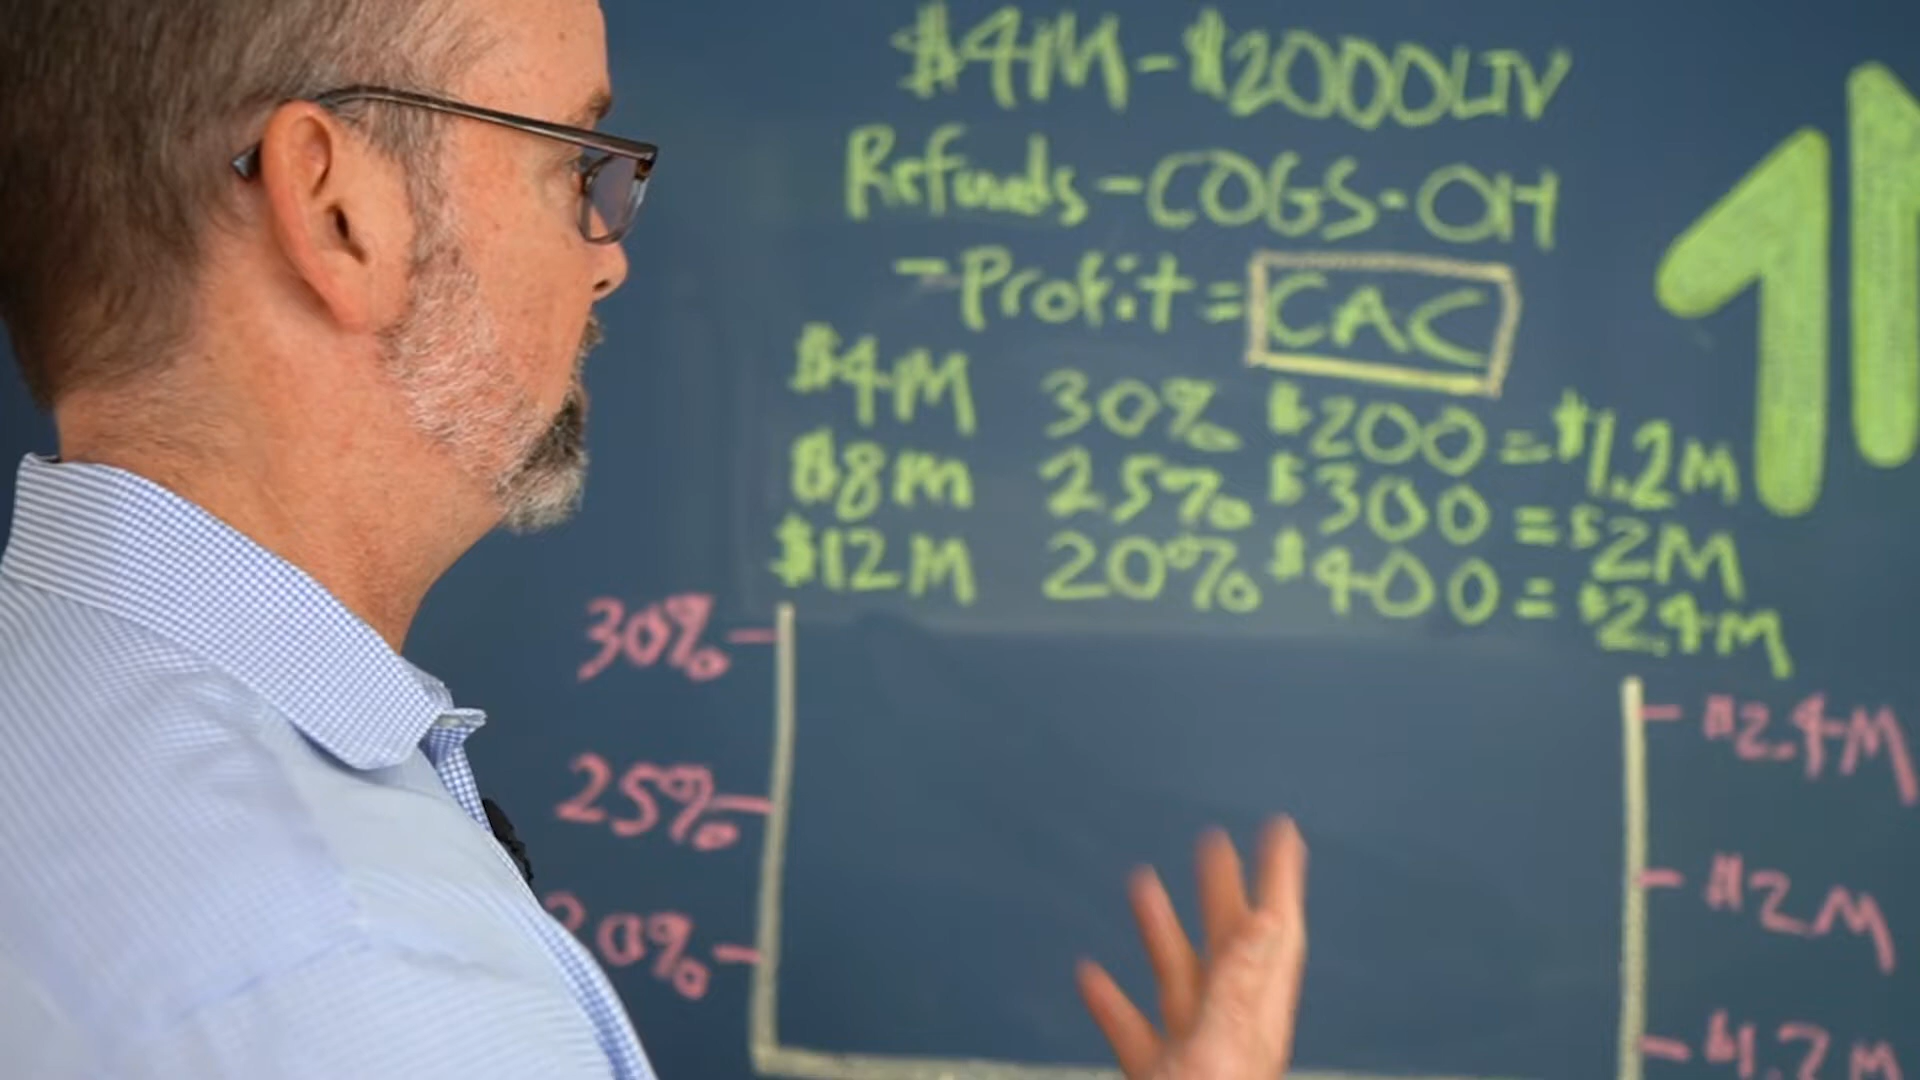 $4M-$2000LTV
Refunds-COGS-OH
-Profit=CAC
$4M 30% $200=$1.2M
$8m 25% $300=$2M
$12M 20% $400=$2.4M
30%
25%
20%
$2.4M
$2M
$1.2M